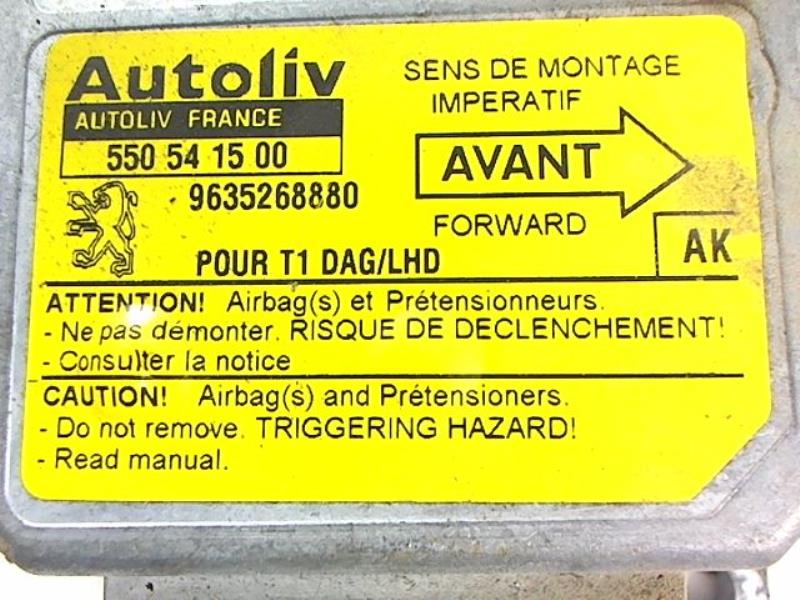 Autoliv
AUTOLIV FRANCE
550 54 15 00
9635268880
POUR T1 DAG/LHD
SENS DE MONTAGE
IMPERATIF
AVANT
FORWARD
AK
ATTENTION! Airbag(s) et Prétensionneurs.
- Ne pas démonter. RISQUE DE DECLENCHEMENT!
- Consulter la notice
CAUTION! Airbag(s) and Prétensioners.
- Do not remove. TRIGGERING HAZARD!
- Read manual.